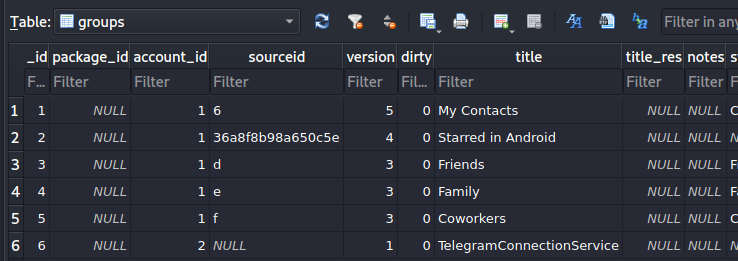 Table: groups Filter in any
_id package_id account_id sourceid version dirty title title_res notes
F... Filter Filter Filter Filter Fil... Filter Filter Filter
1 1 NULL 1 6 5 0 My Contacts NULL NULL C
2 2 NULL 1 36a8f8b98a650c5e 4 0 Starred in Android NULL NULL
3 3 NULL 1 d 3 0 Friends NULL NULL F
4 4 NULL 1 e 3 0 Family NULL NULL F
5 5 NULL 1 f 3 0 Coworkers NULL NULL C
6 6 NULL 2 NULL 1 0 TelegramConnectionService NULL NULL